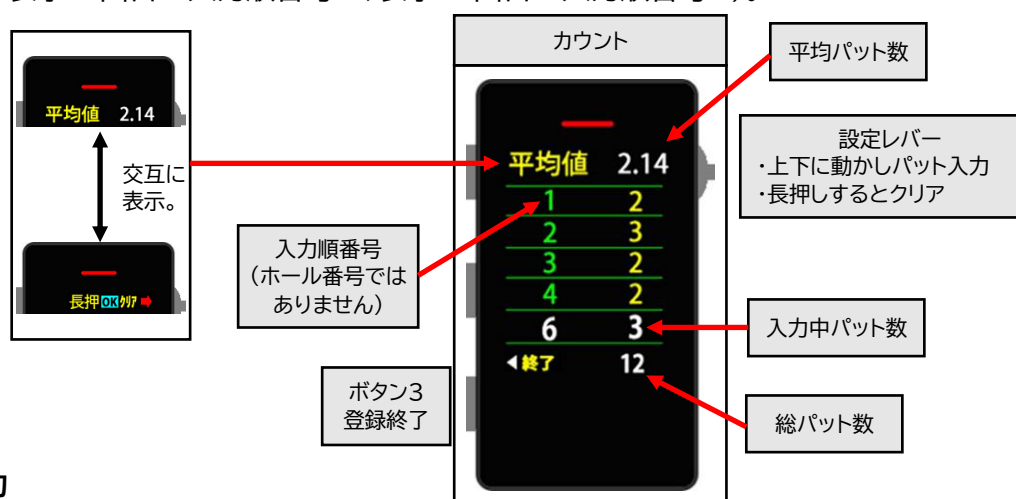 平均値 2.14
交互に
表示。
長押OKクリア
カウント
平均値 2.14
1 2
2 3
3 2
4 2
6 3
終了 12
平均パット数
設定レバー
・上下に動かしパット入力
・長押しするとクリア
入力順番号
(ホール番号では
ありません)
入力中パット数
ボタン3
登録終了
総パット数